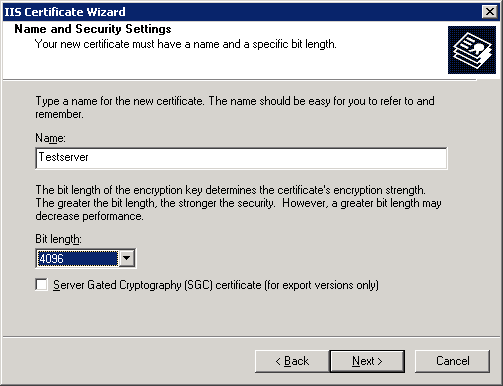 IIS Certificate Wizard
Name and Security Settings
Your new certificate must have a name and a specific bit length.
Type a name for the new certificate. The name should be easy for you to refer to and
remember.
Name:
Testserver
The bit length of the encryption key determines the certificate's encryption strength.
The greater the bit length, the stronger the security. However, a greater bit length may
decrease performance.
Bit length:
4096
Server Gated Cryptography (SGC) certificate (for export versions only)
< Back
Next >
Cancel